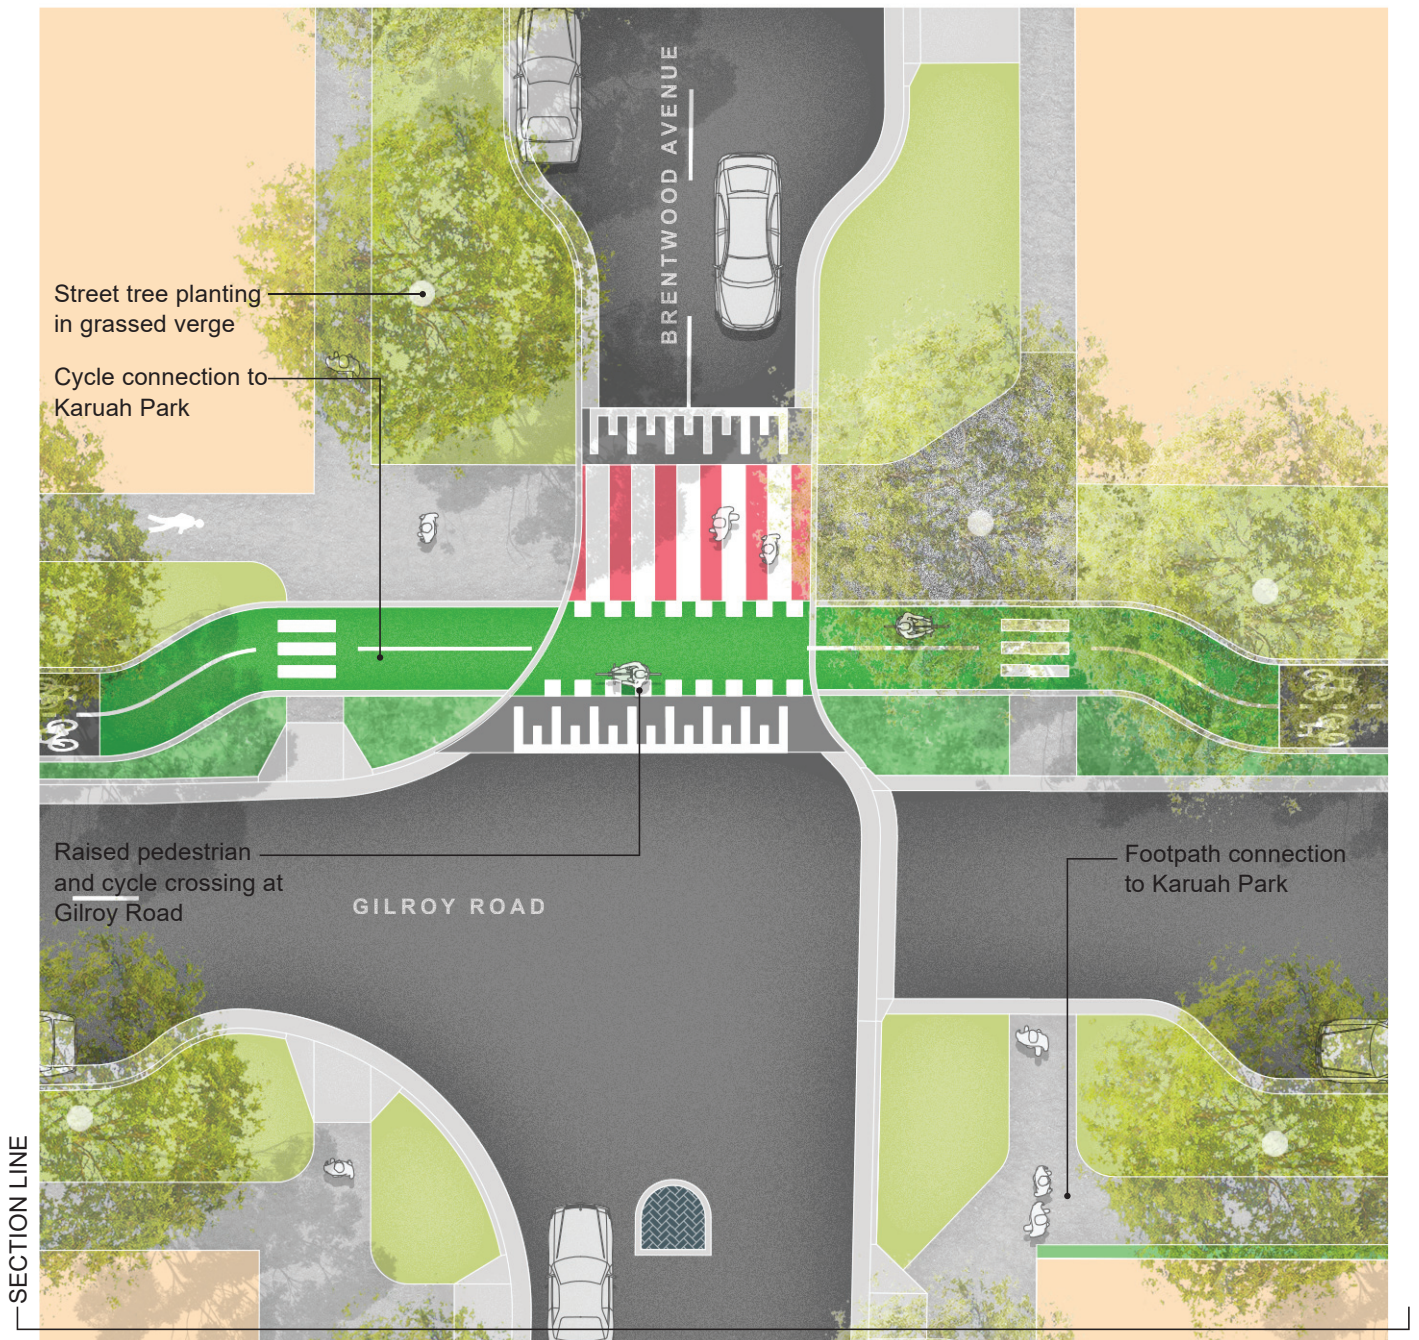 BRENTWOOD AVENUE
Street tree planting
in grassed verge
Cycle connection to
Karuah Park
Raised pedestrian
and cycle crossing at
Gilroy Road
GILROY ROAD
Footpath connection
to Karuah Park
SECTION LINE